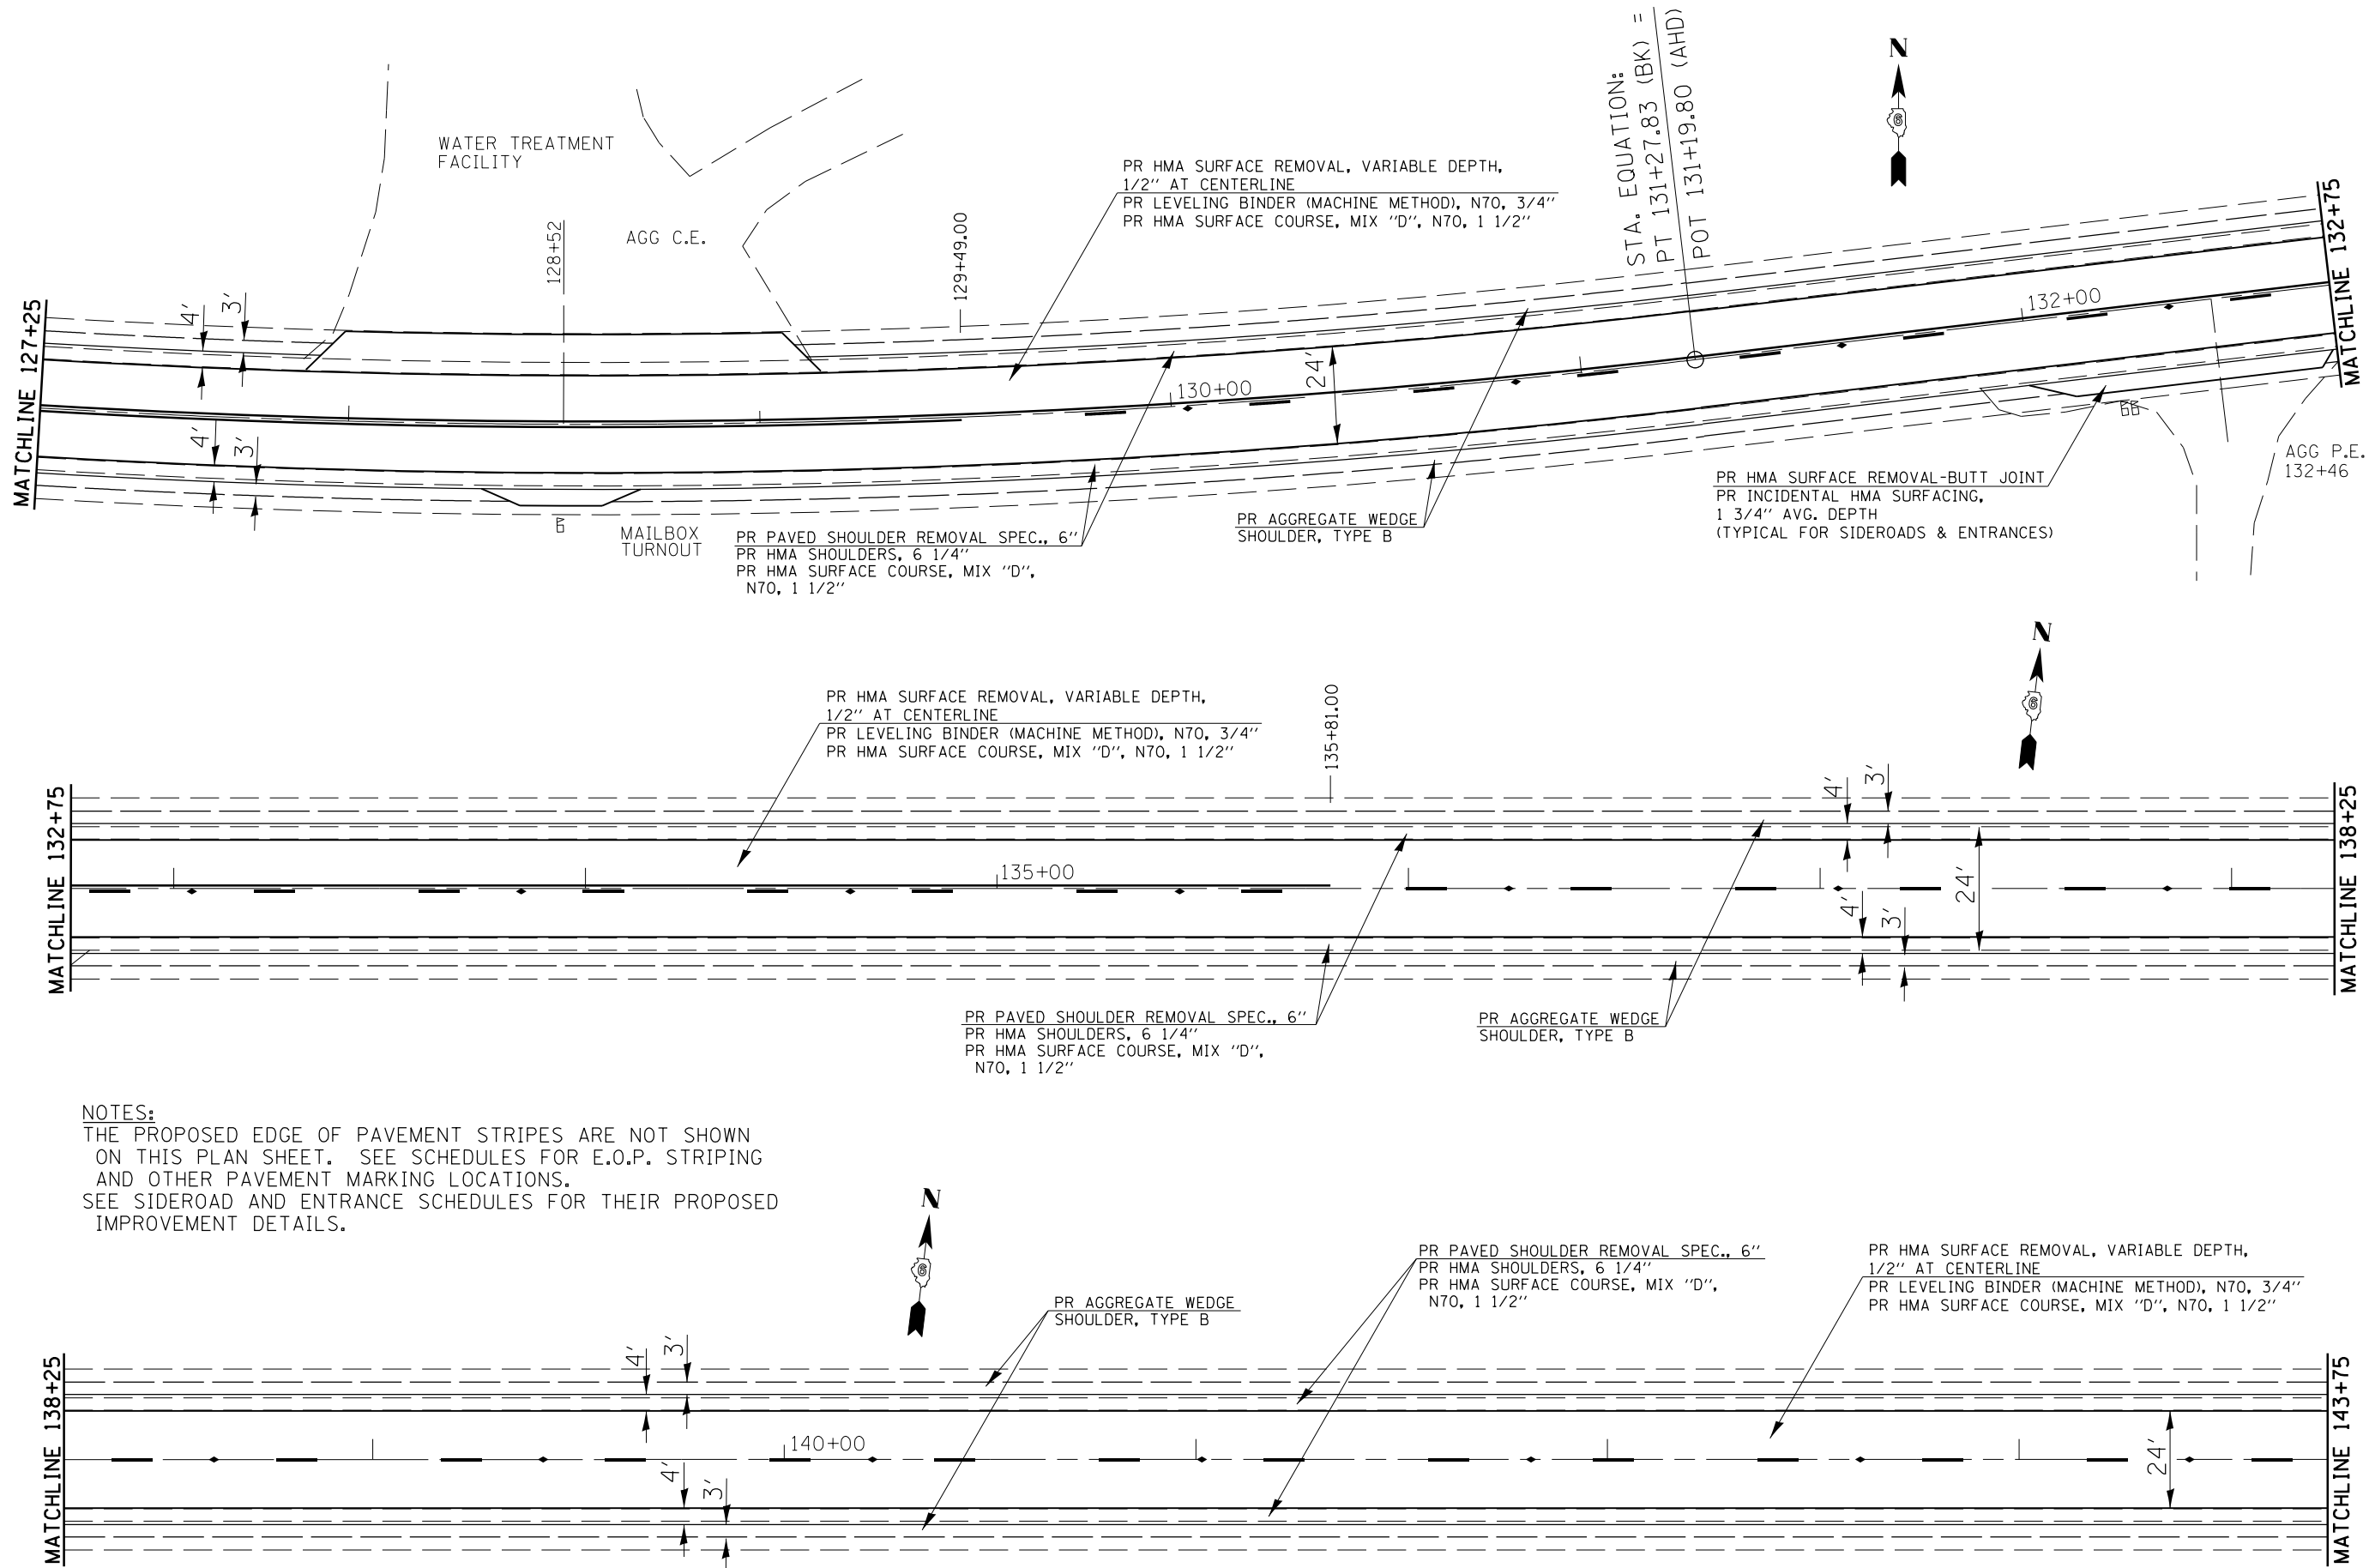 WATER TREATMENT
FACILITY
AGG C.E.
128+52
129+49.00
PR HMA SURFACE REMOVAL, VARIABLE DEPTH,
1/2" AT CENTERLINE
PR LEVELING BINDER (MACHINE METHOD), N70, 3/4"
PR HMA SURFACE COURSE, MIX "D", N70, 1 1/2"
STA. EQUATION:
PT 131+27.83 (BK) =
POT 131+19.80 (AHD)
N
6
MATCHLINE 127+25
4'
3'
4'
3'
130+00
24'
132+00
MATCHLINE 132+75
MAILBOX
TURNOUT
PR PAVED SHOULDER REMOVAL SPEC., 6"
PR HMA SHOULDERS, 6 1/4"
PR HMA SURFACE COURSE, MIX "D",
N70, 1 1/2"
PR AGGREGATE WEDGE
SHOULDER, TYPE B
PR HMA SURFACE REMOVAL-BUTT JOINT
PR INCIDENTAL HMA SURFACING,
1 3/4" AVG. DEPTH
(TYPICAL FOR SIDEROADS & ENTRANCES)
AGG P.E.
132+46
N
6
PR HMA SURFACE REMOVAL, VARIABLE DEPTH,
1/2" AT CENTERLINE
PR LEVELING BINDER (MACHINE METHOD), N70, 3/4"
PR HMA SURFACE COURSE, MIX "D", N70, 1 1/2"
135+81.00
MATCHLINE 132+75
135+00
4'
3'
4'
3'
24'
MATCHLINE 138+25
PR PAVED SHOULDER REMOVAL SPEC., 6"
PR HMA SHOULDERS, 6 1/4"
PR HMA SURFACE COURSE, MIX "D",
N70, 1 1/2"
PR AGGREGATE WEDGE
SHOULDER, TYPE B
NOTES:
THE PROPOSED EDGE OF PAVEMENT STRIPES ARE NOT SHOWN
ON THIS PLAN SHEET. SEE SCHEDULES FOR E.O.P. STRIPING
AND OTHER PAVEMENT MARKING LOCATIONS.
SEE SIDEROAD AND ENTRANCE SCHEDULES FOR THEIR PROPOSED
IMPROVEMENT DETAILS.
N
6
PR AGGREGATE WEDGE
SHOULDER, TYPE B
PR PAVED SHOULDER REMOVAL SPEC., 6"
PR HMA SHOULDERS, 6 1/4"
PR HMA SURFACE COURSE, MIX "D",
N70, 1 1/2"
PR HMA SURFACE REMOVAL, VARIABLE DEPTH,
1/2" AT CENTERLINE
PR LEVELING BINDER (MACHINE METHOD), N70, 3/4"
PR HMA SURFACE COURSE, MIX "D", N70, 1 1/2"
MATCHLINE 138+25
4'
3'
4'
3'
140+00
24'
MATCHLINE 143+75